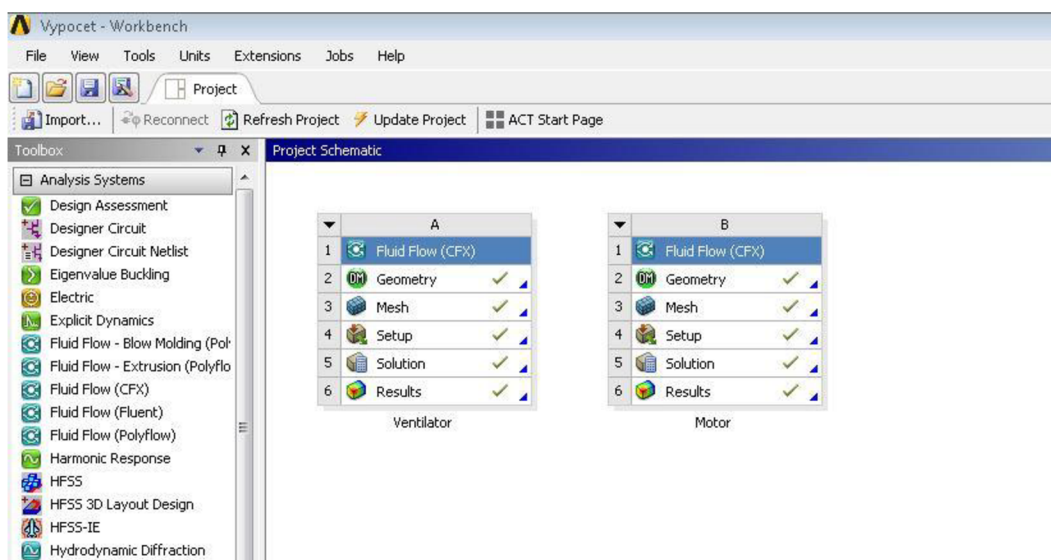 Vypocet - Workbench
File View Tools Units Extensions Jobs Help
Project
Import... Reconnect Refresh Project Update Project ACT Start Page
Toolbox
Project Schematic
Analysis Systems
Design Assessment
Designer Circuit
Designer Circuit Netlist
Eigenvalue Buckling
Electric
Explicit Dynamics
Fluid Flow - Blow Molding (Pol
Fluid Flow - Extrusion (Polyflo
Fluid Flow (CFX)
Fluid Flow (Fluent)
Fluid Flow (Polyflow)
Harmonic Response
HFSS
HFSS 3D Layout Design
HFSS-IE
Hydrodynamic Diffraction
A
1 Fluid Flow (CFX)
2 DM Geometry
3 Mesh
4 Setup
5 Solution
6 Results
Ventilator
B
1 Fluid Flow (CFX)
2 DM Geometry
3 Mesh
4 Setup
5 Solution
6 Results
Motor